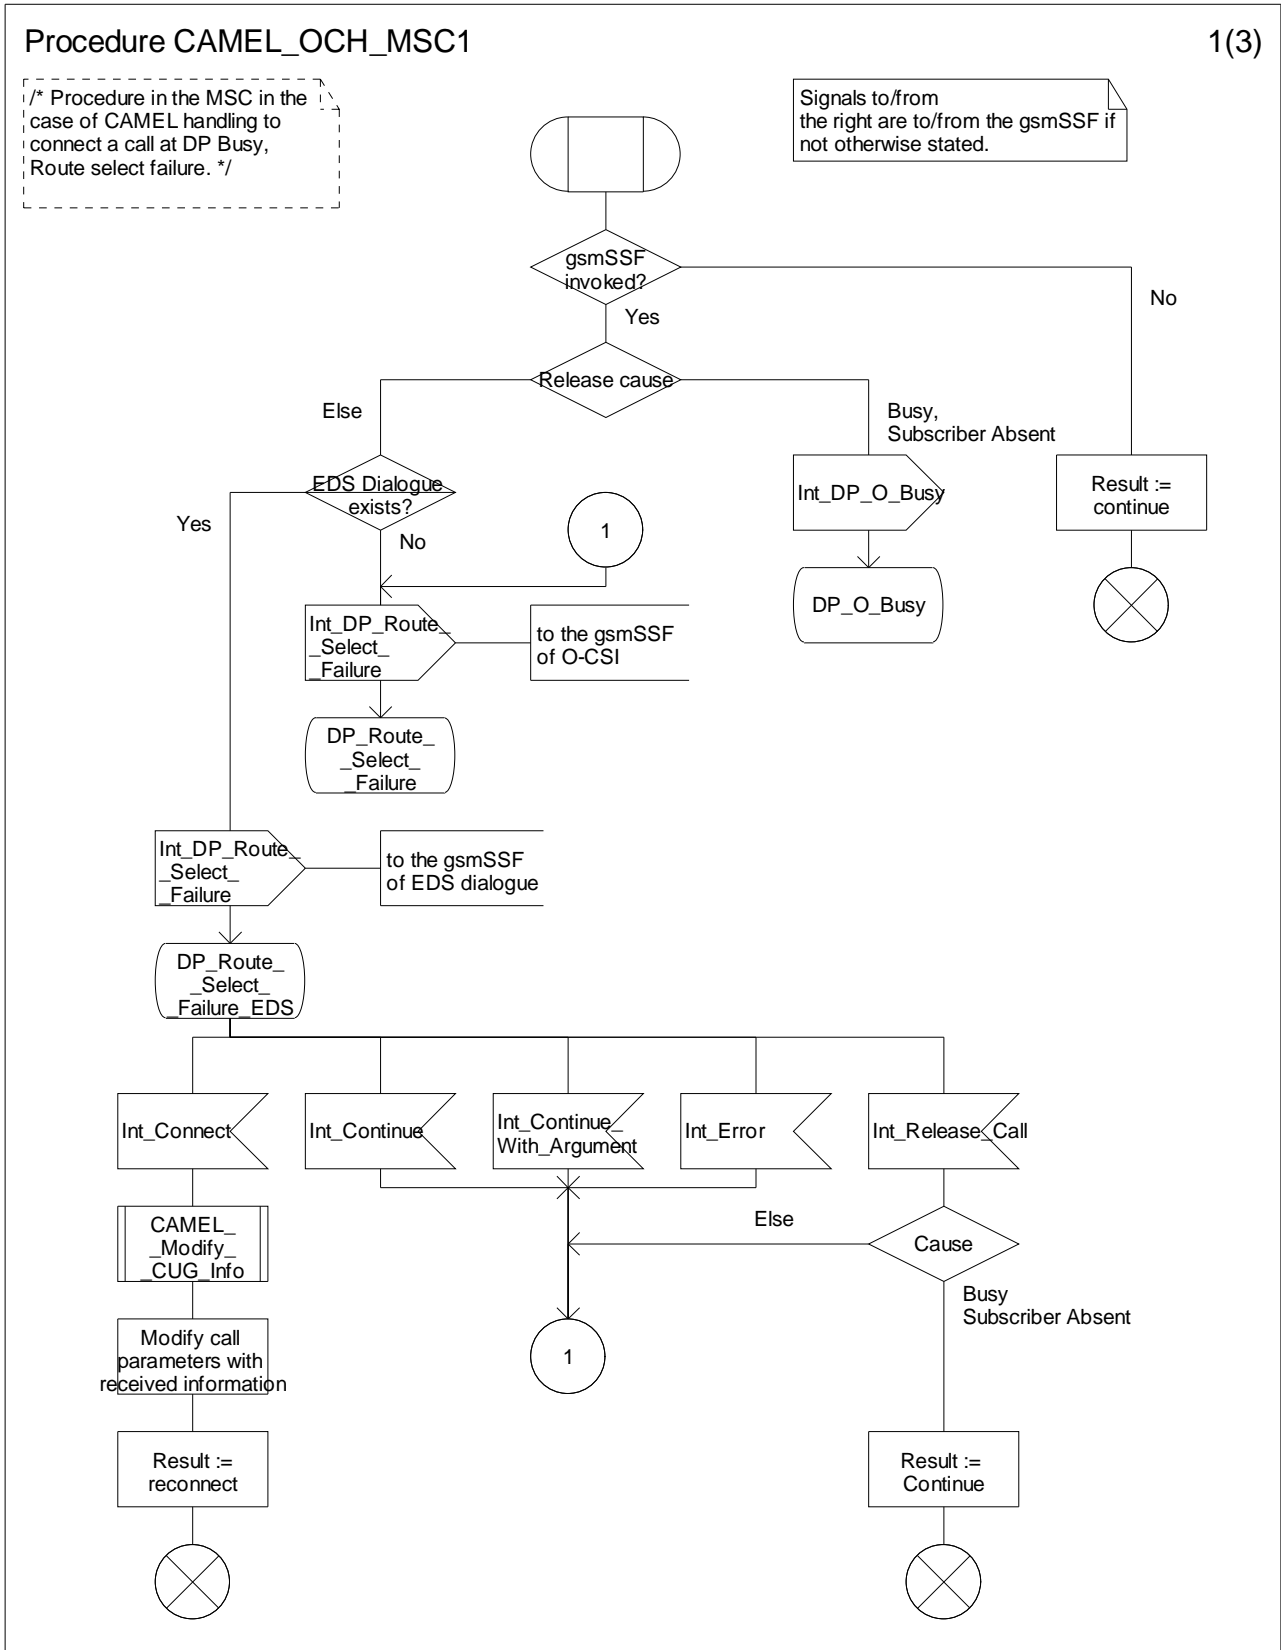 Procedure CAMEL_OCH_MSC1
1(3)
/* Procedure in the MSC in the
case of CAMEL handling to
connect a call at DP Busy,
Route select failure. */
Signals to/from
the right are to/from the gsmSSF if
not otherwise stated.
gsmSSF
invoked?
No
Yes
Release cause
Else
Busy,
Subscriber Absent
EDS Dialogue
exists?
Yes
No
1
Int_DP_O_Busy
Result :=
continue
DP_O_Busy
Int_DP_Route_
_Select_
_Failure
to the gsmSSF
of O-CSI
DP_Route_
_Select_
_Failure
Int_DP_Route_
_Select_
_Failure
to the gsmSSF
of EDS dialogue
DP_Route_
_Select_
_Failure_EDS
Int_Connect
Int_Continue
Int_Continue_
With_Argument
Int_Error
Int_Release_Call
CAMEL_
_Modify_
_CUG_Info
Else
Cause
Busy
Subscriber Absent
Modify call
parameters with
received information
1
Result :=
reconnect
Result :=
Continue